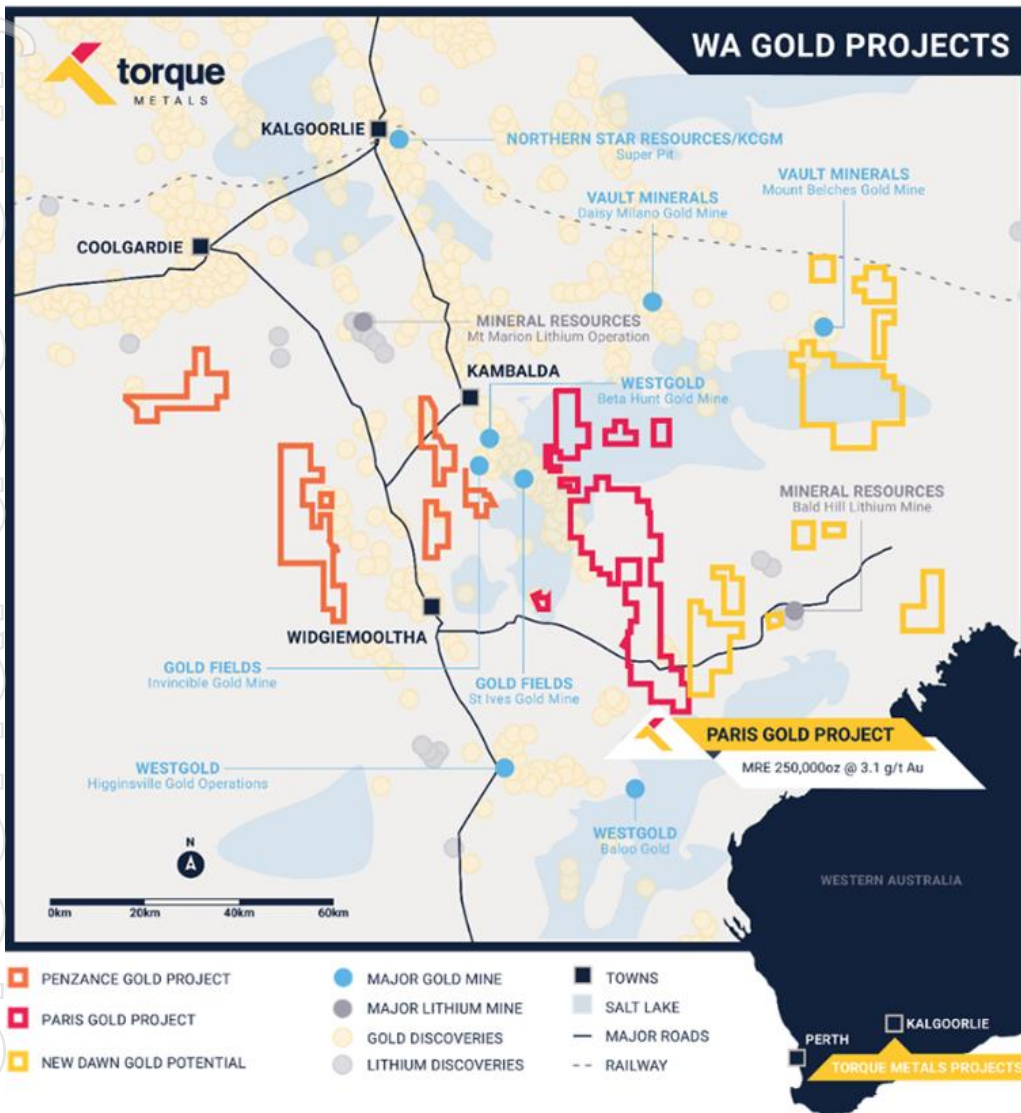 WA GOLD PROJECTS
torque
METALS
KALGOORLIE
NORTHERN STAR RESOURCES/KCGM
Super Pit
VAULT MINERALS
Mount Belches Gold Mine
VAULT MINERALS
Daisy Milano Gold Mine
COOLGARDIE
MINERAL RESOURCES
Mt Marion Lithium Operation
KAMBALDA
WESTGOLD
Beta Hunt Gold Mine
MINERAL RESOURCES
Bald Hill Lithium Mine
WIDGIEMOOLTHA
GOLD FIELDS
Invincible Gold Mine
GOLD FIELDS
St Ives Gold Mine
PARIS GOLD PROJECT
MRE 250,000oz @ 3.1 g/t Au
WESTGOLD
Higginsville Gold Operations
WESTGOLD
Baloo Gold
N
0km 20km 40km 60km
WESTERN AUSTRALIA
PENZANCE GOLD PROJECT
PARIS GOLD PROJECT
NEW DAWN GOLD POTENTIAL
MAJOR GOLD MINE
MAJOR LITHIUM MINE
GOLD DISCOVERIES
LITHIUM DISCOVERIES
TOWNS
SALT LAKE
MAJOR ROADS
RAILWAY
KALGOORLIE
PERTH
TORQUE METALS PROJECTS